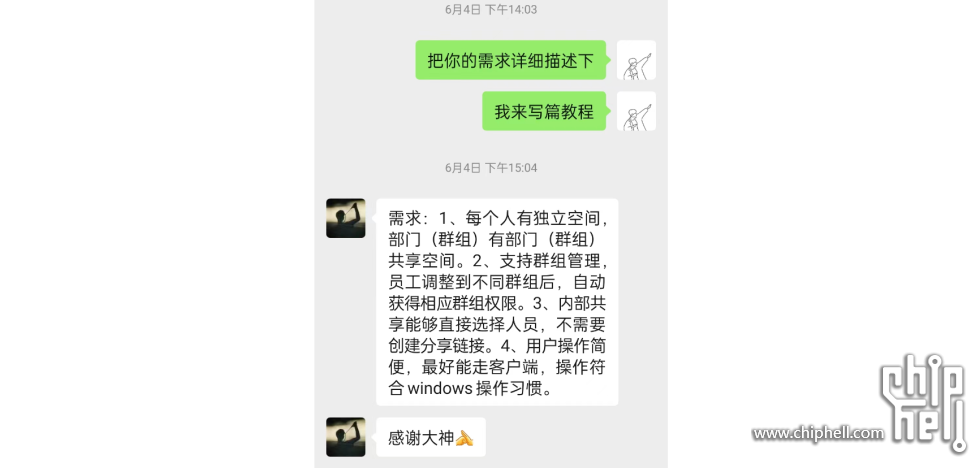 6月4日 下午14:03
把你的需求详细描述下
我来写篇教程
6月4日 下午15:04
需求：1、每个人有独立空间，
部门（群组）有部门（群组）
共享空间。2、支持群组管理，
员工调整到不同群组后，自动
获得相应群组权限。3、内部共
享能够直接选择人员，不需要
创建分享链接。4、用户操作简
便，最好能走客户端，操作符
合 windows 操作习惯。
感谢大神🙏
chip
hell
www.chiphell.com